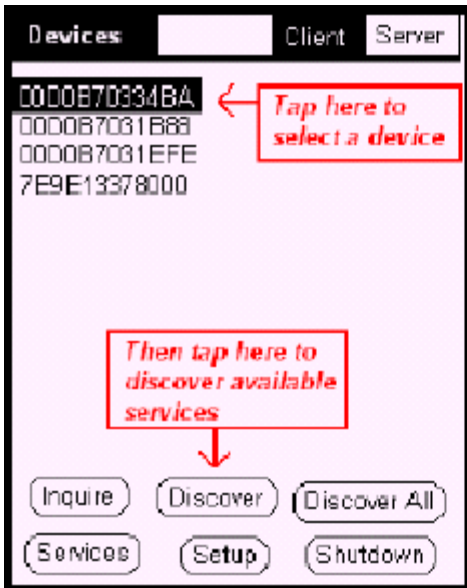 Devices Client Server
00D0B70334BA
Tap here to
select a device
00D0B7031B88
00D0B7031EFE
7E9E13378000
Then tap here to
discover available
services
Inquire Discover Discover All
Services Setup Shutdown